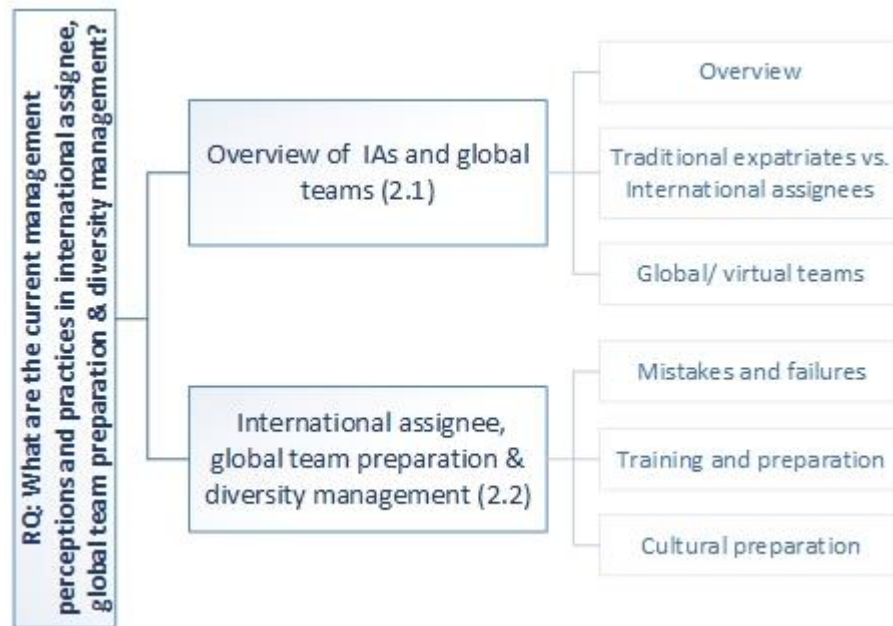 RQ: What are the current management
perceptions and practices in international assignee,
global team preparation & diversity management?
Overview of IAs and global
teams (2.1)
Overview
Traditional expatriates vs.
International assignees
Global/ virtual teams
International assignee,
global team preparation &
diversity management (2.2)
Mistakes and failures
Training and preparation
Cultural preparation